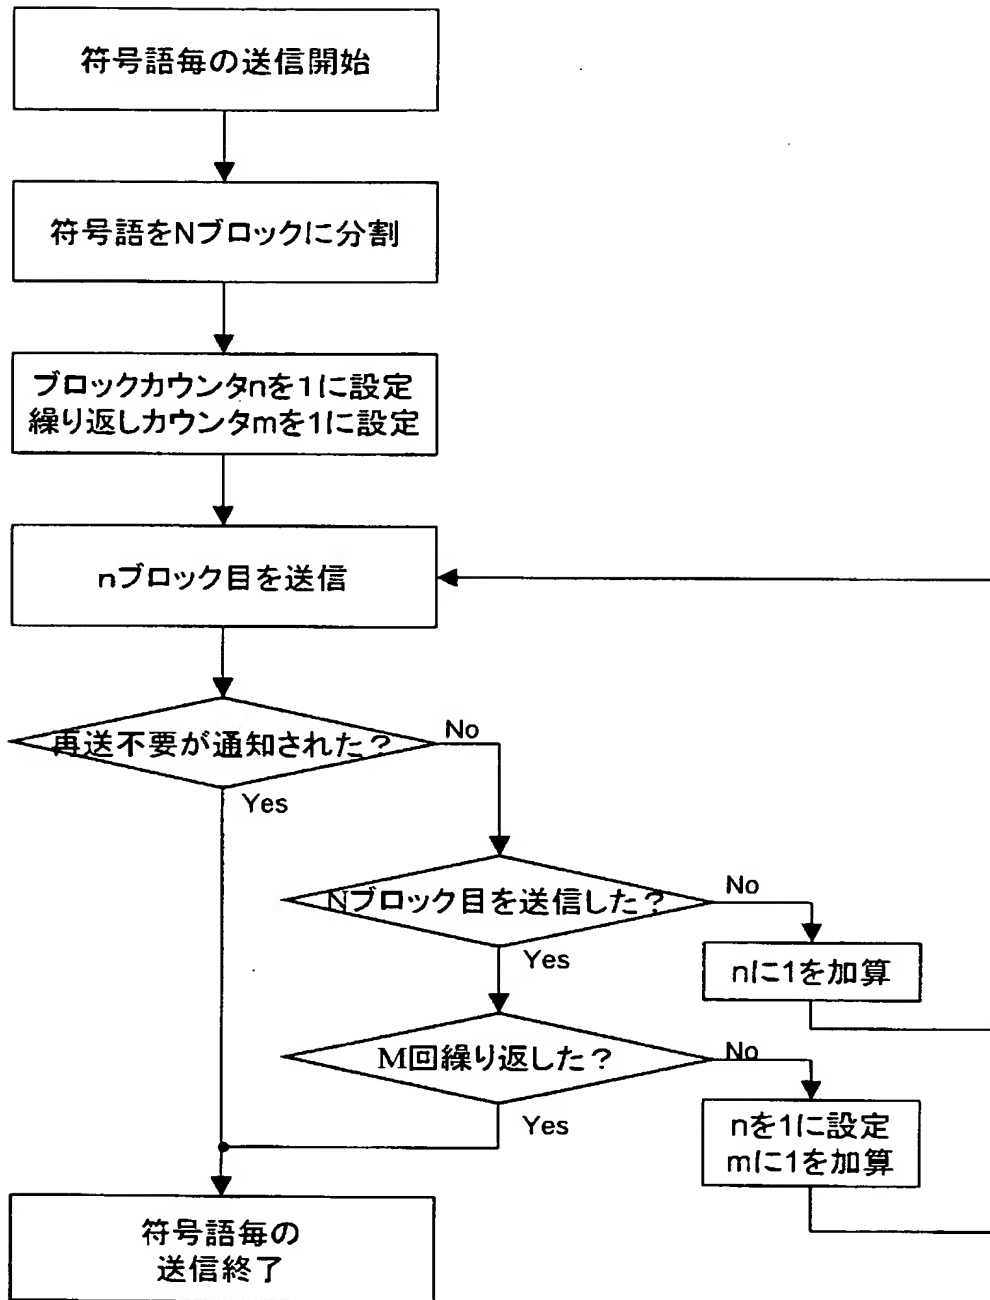 符号語毎の送信開始
符号語をNブロックに分割
ブロックカウンタnを1に設定
繰り返しカウンタmを1に設定
nブロック目を送信
再送不要が通知された？
No
Yes
Nブロック目を送信した？
No
Yes
nに1を加算
M回繰り返した？
No
Yes
nを1に設定
mに1を加算
符号語毎の
送信終了